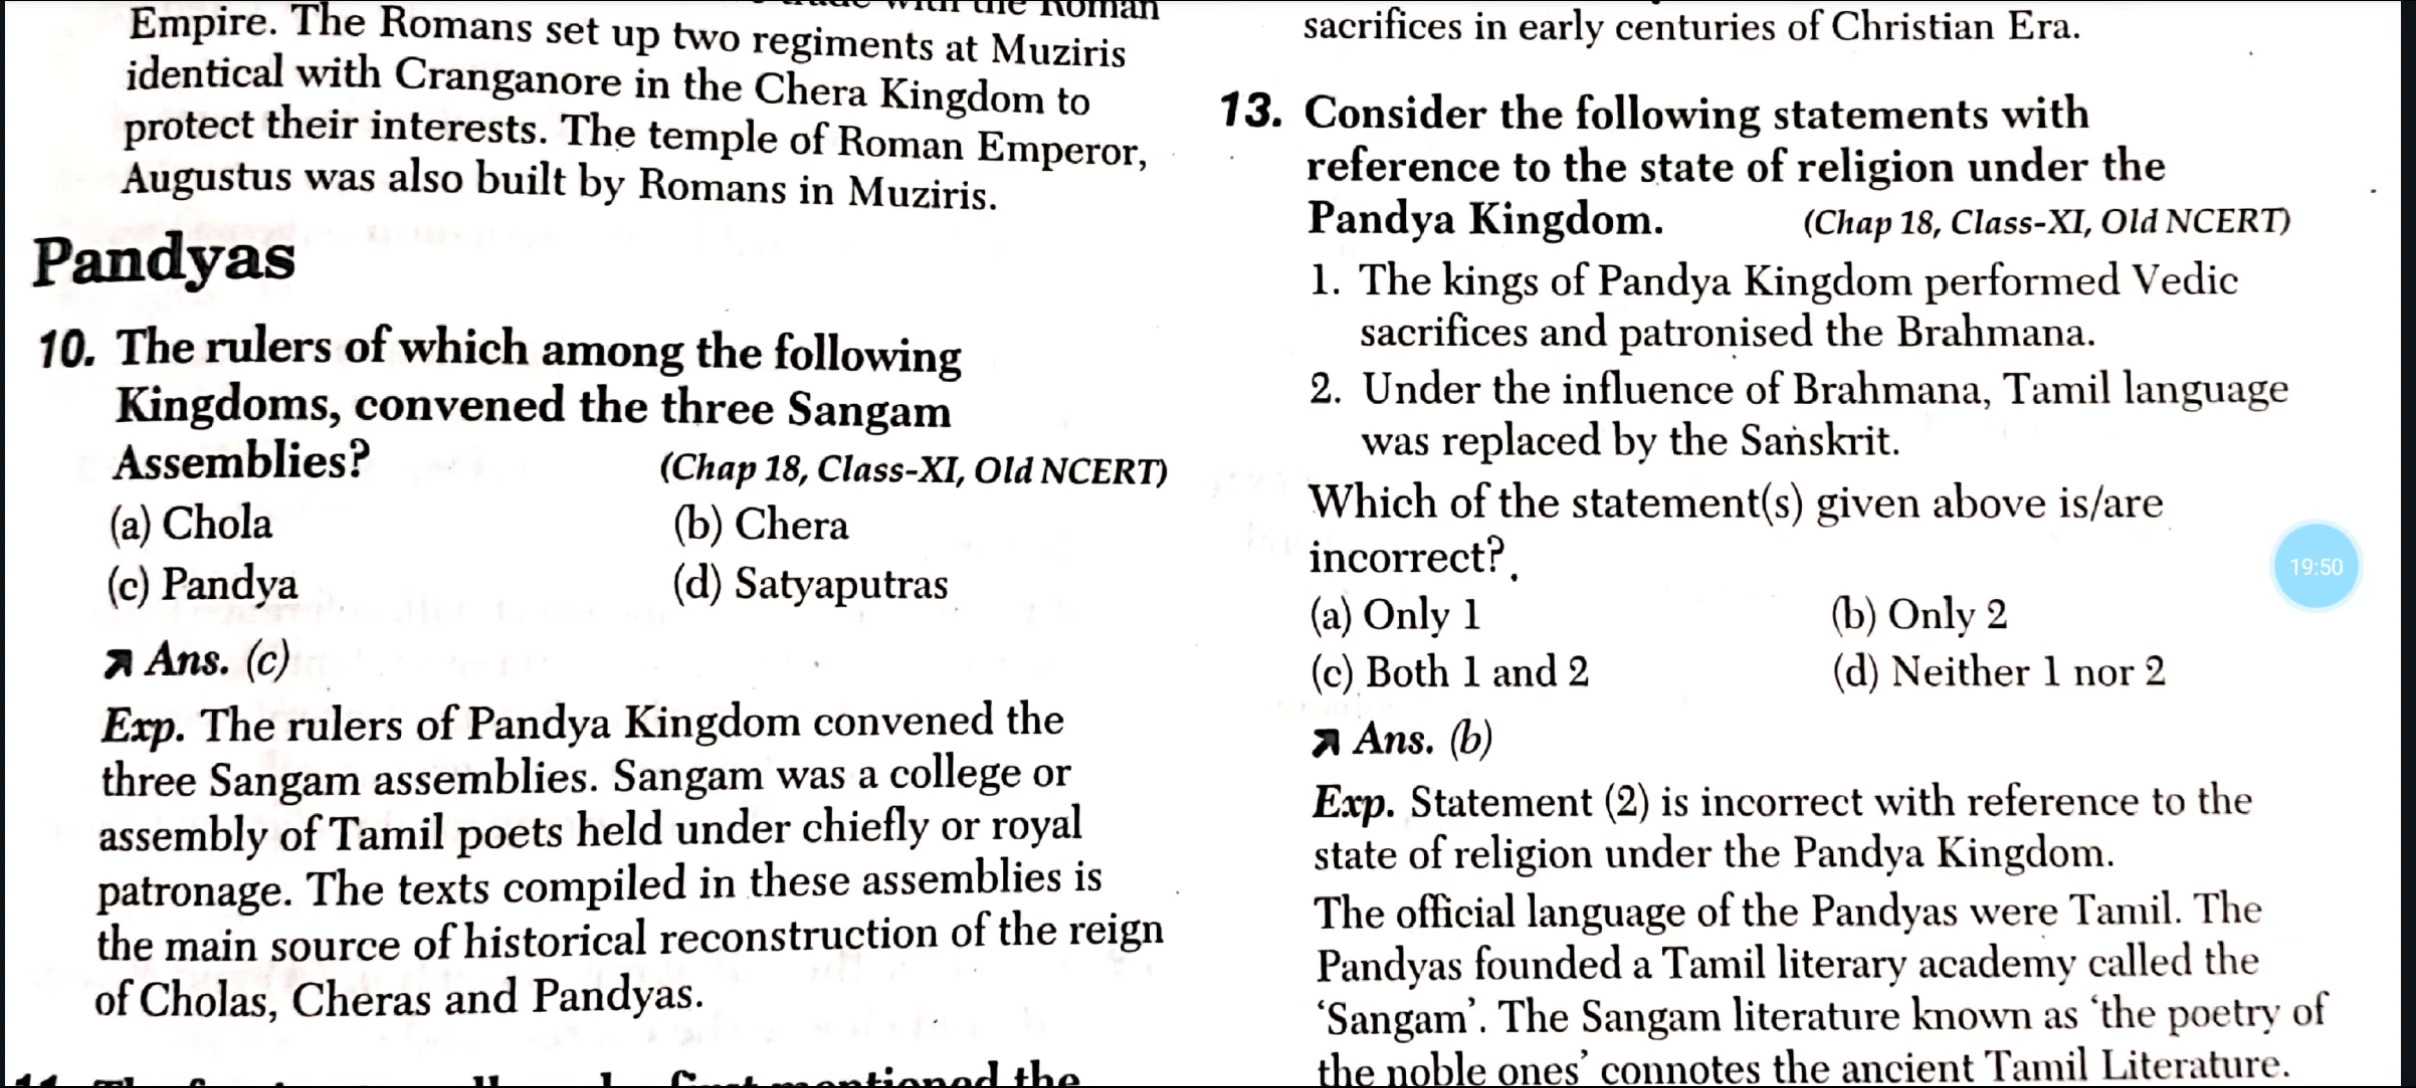 with the Roman
Empire. The Romans set up two regiments at Muziris
identical with Cranganore in the Chera Kingdom to
protect their interests. The temple of Roman Emperor,
Augustus was also built by Romans in Muziris.
Pandyas
10. The rulers of which among the following
Kingdoms, convened the three Sangam
Assemblies? (Chap 18, Class-XI, Old NCERT)
(a) Chola (b) Chera
(c) Pandya (d) Satyaputras
Ans. (c)
Exp. The rulers of Pandya Kingdom convened the
three Sangam assemblies. Sangam was a college or
assembly of Tamil poets held under chiefly or royal
patronage. The texts compiled in these assemblies is
the main source of historical reconstruction of the reign
of Cholas, Cheras and Pandyas.
mentioned the
sacrifices in early centuries of Christian Era.
13. Consider the following statements with
reference to the state of religion under the
Pandya Kingdom. (Chap 18, Class-XI, Old NCERT)
1. The kings of Pandya Kingdom performed Vedic
sacrifices and patronised the Brahmana.
2. Under the influence of Brahmana, Tamil language
was replaced by the Sanskrit.
Which of the statement(s) given above is/are
incorrect?
(a) Only 1 (b) Only 2
(c) Both 1 and 2 (d) Neither 1 nor 2
Ans. (b)
Exp. Statement (2) is incorrect with reference to the
state of religion under the Pandya Kingdom.
The official language of the Pandyas were Tamil. The
Pandyas founded a Tamil literary academy called the
‘Sangam’. The Sangam literature known as ‘the poetry of
the noble ones’ connotes the ancient Tamil Literature.
19:50